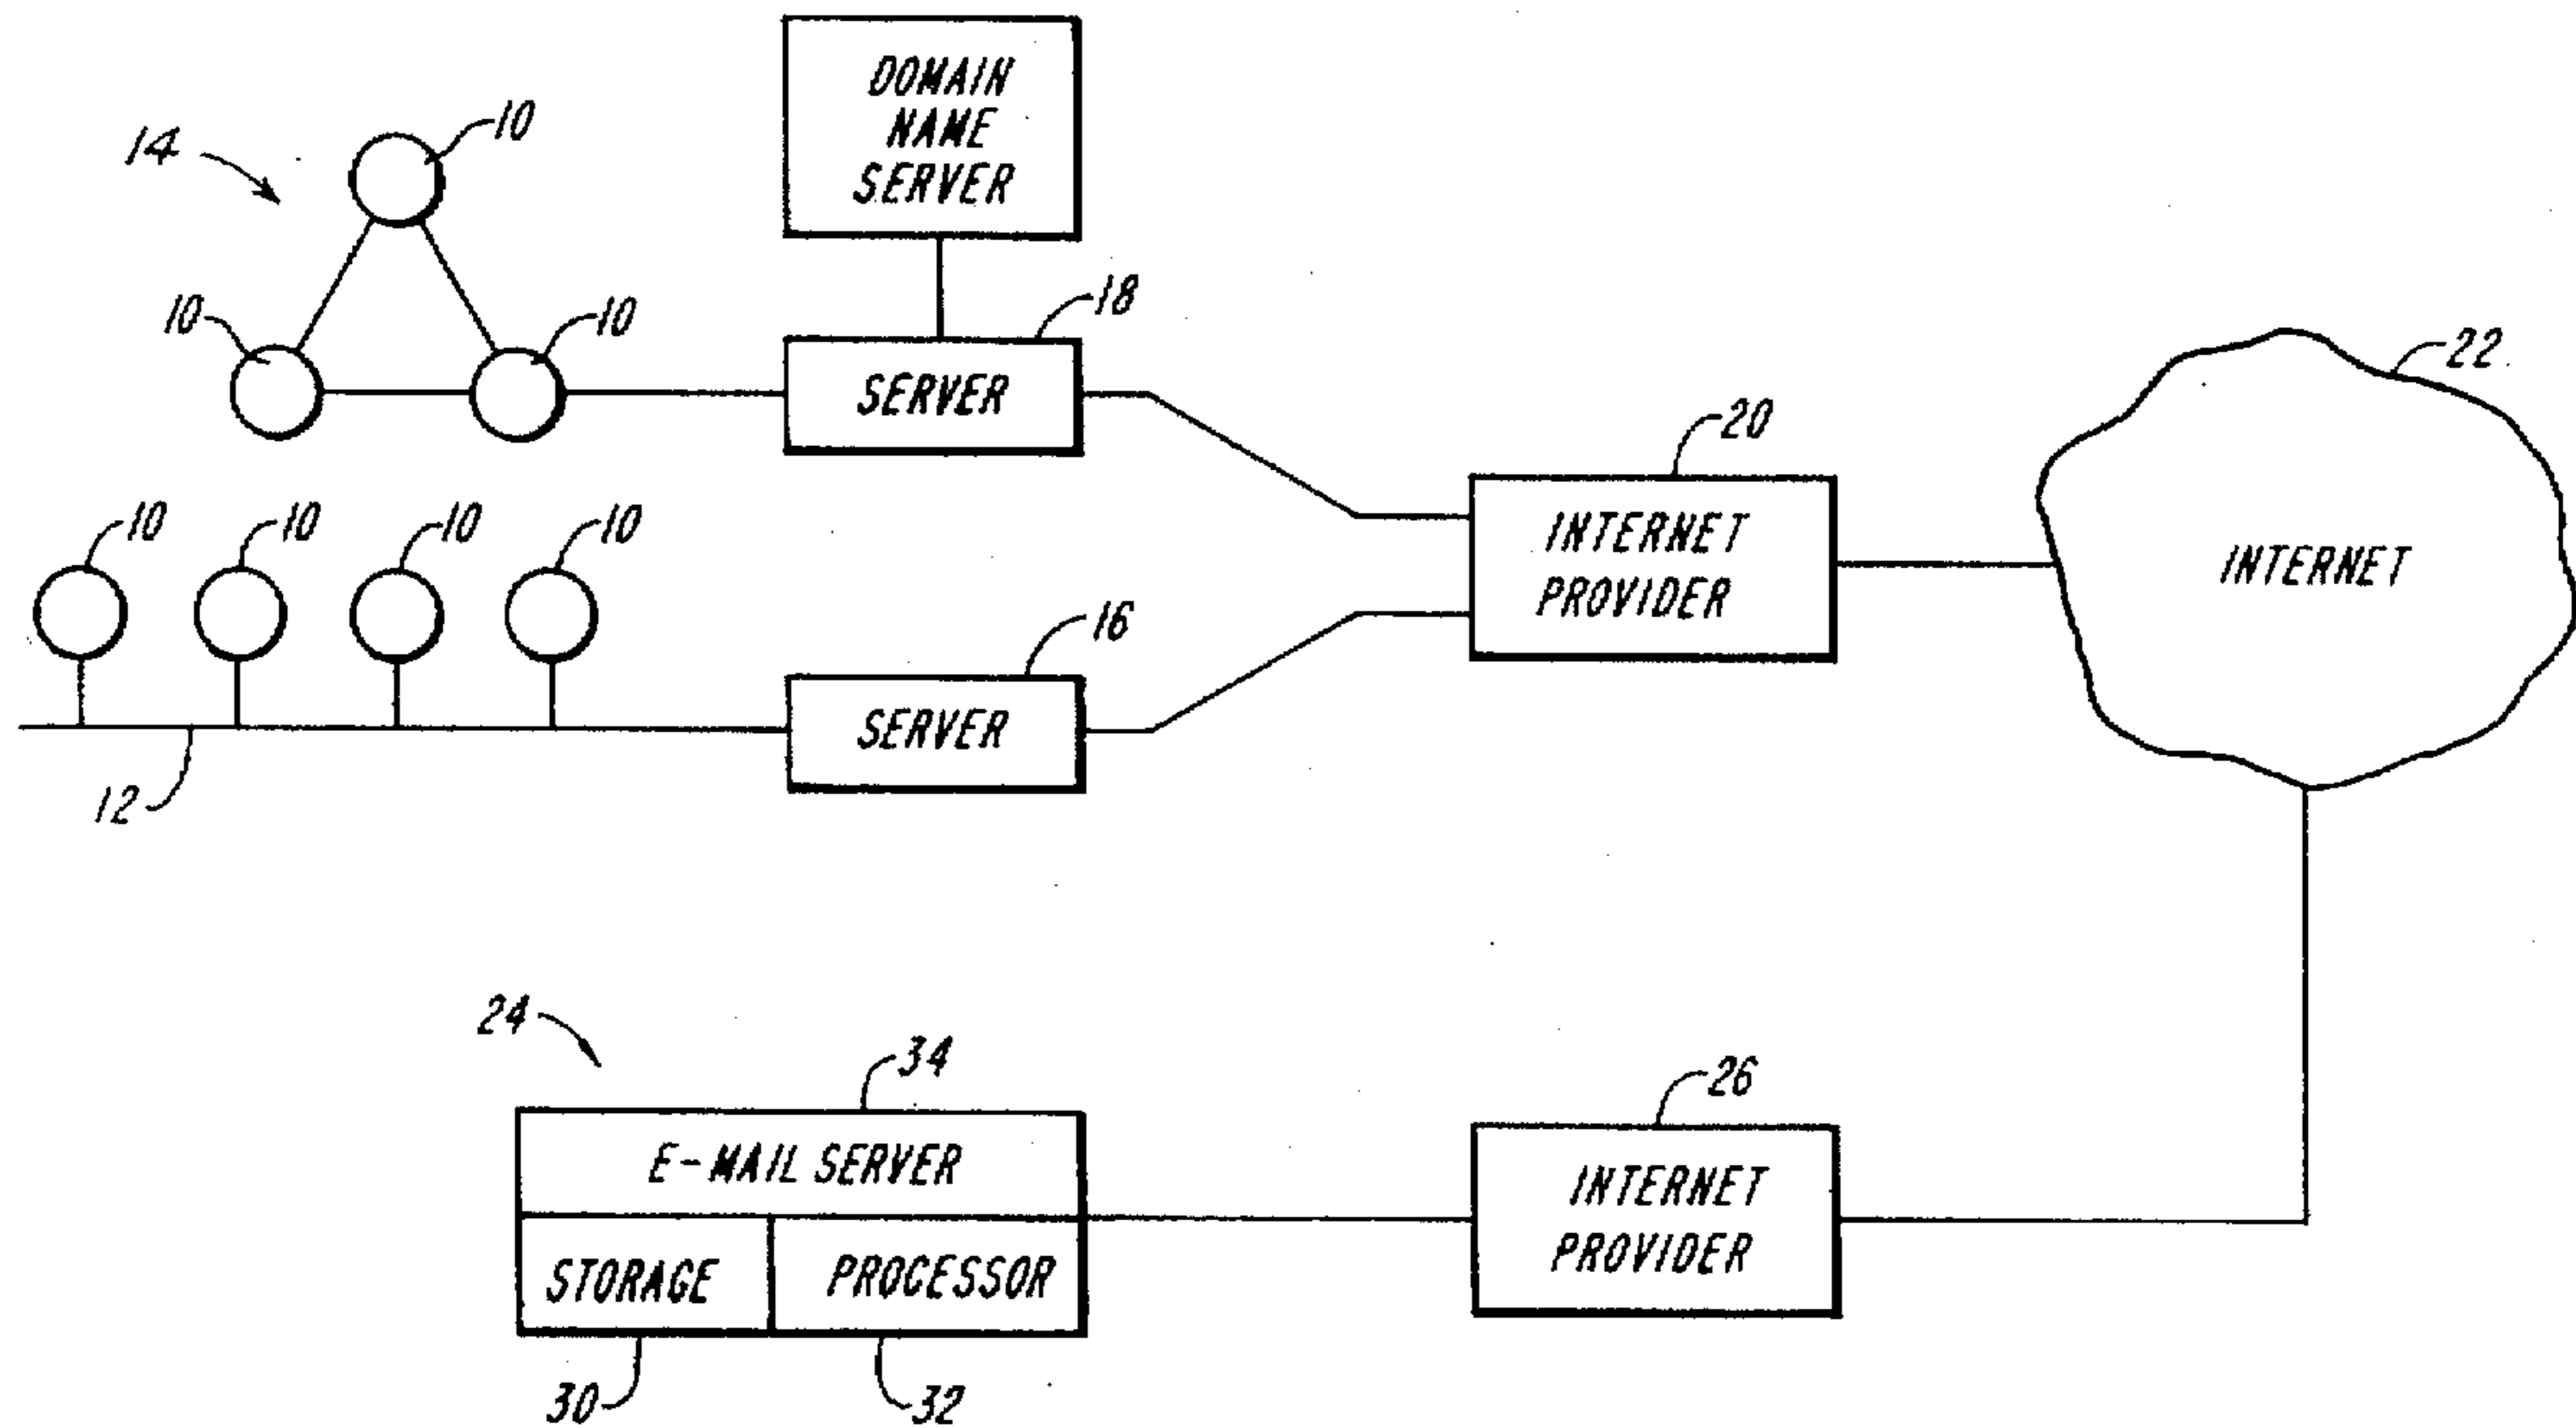 DOMAIN
NAME
SERVER
14
10
10
10
18
SERVER
22
20
INTERNET
PROVIDER
INTERNET
10
10
10
10
16
SERVER
12
24
34
E-MAIL SERVER
STORAGE
PROCESSOR
30
32
26
INTERNET
PROVIDER